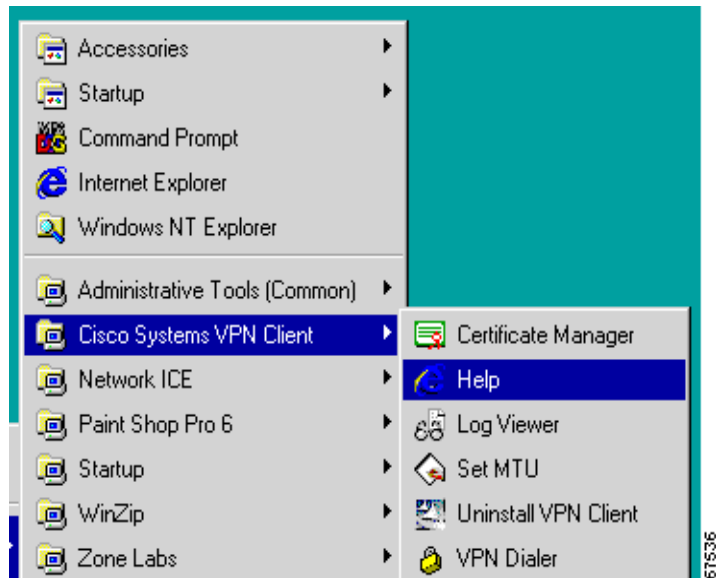 Accessories
Startup
Command Prompt
Internet Explorer
Windows NT Explorer
Administrative Tools (Common)
Cisco Systems VPN Client
Network ICE
Paint Shop Pro 6
Startup
WinZip
Zone Labs
Certificate Manager
Help
Log Viewer
Set MTU
Uninstall VPN Client
VPN Dialer
67536